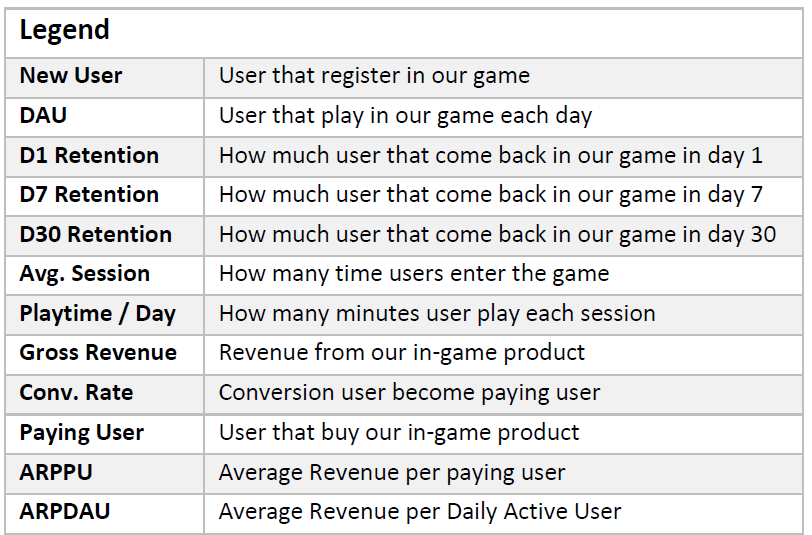 Legend
New User User that register in our game
DAU User that play in our game each day
D1 Retention How much user that come back in our game in day 1
D7 Retention How much user that come back in our game in day 7
D30 Retention How much user that come back in our game in day 30
Avg. Session How many time users enter the game
Playtime / Day How many minutes user play each session
Gross Revenue Revenue from our in-game product
Conv. Rate Conversion user become paying user
Paying User User that buy our in-game product
ARPPU Average Revenue per paying user
ARPDAU Average Revenue per Daily Active User